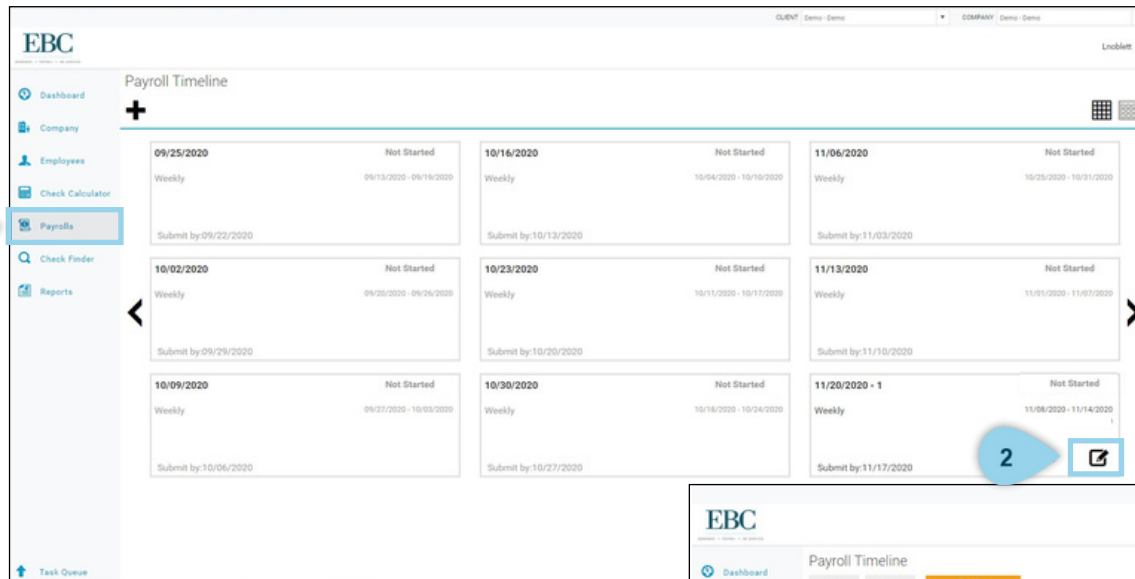 CLIENT Demo - Demo COMPANY Demo - Demo
EBC
Lnoblett
Payroll Timeline
Dashboard
Company
Employees
Check Calculator
Payrolls
Check Finder
Reports
Task Queue
09/25/2020 Not Started
Weekly 09/13/2020 - 09/19/2020
Submit by:09/22/2020
10/16/2020 Not Started
Weekly 10/04/2020 - 10/10/2020
Submit by:10/13/2020
11/06/2020 Not Started
Weekly 10/25/2020 - 10/31/2020
Submit by:11/03/2020
10/02/2020 Not Started
Weekly 09/20/2020 - 09/26/2020
Submit by:09/29/2020
10/23/2020 Not Started
Weekly 10/11/2020 - 10/17/2020
Submit by:10/20/2020
11/13/2020 Not Started
Weekly 11/01/2020 - 11/07/2020
Submit by:11/10/2020
10/09/2020 Not Started
Weekly 09/27/2020 - 10/03/2020
Submit by:10/06/2020
10/30/2020 Not Started
Weekly 10/18/2020 - 10/24/2020
Submit by:10/27/2020
11/20/2020 - 1 Not Started
Weekly 11/08/2020 - 11/14/2020
1
Submit by:11/17/2020
2
EBC
Payroll Timeline
Dashboard